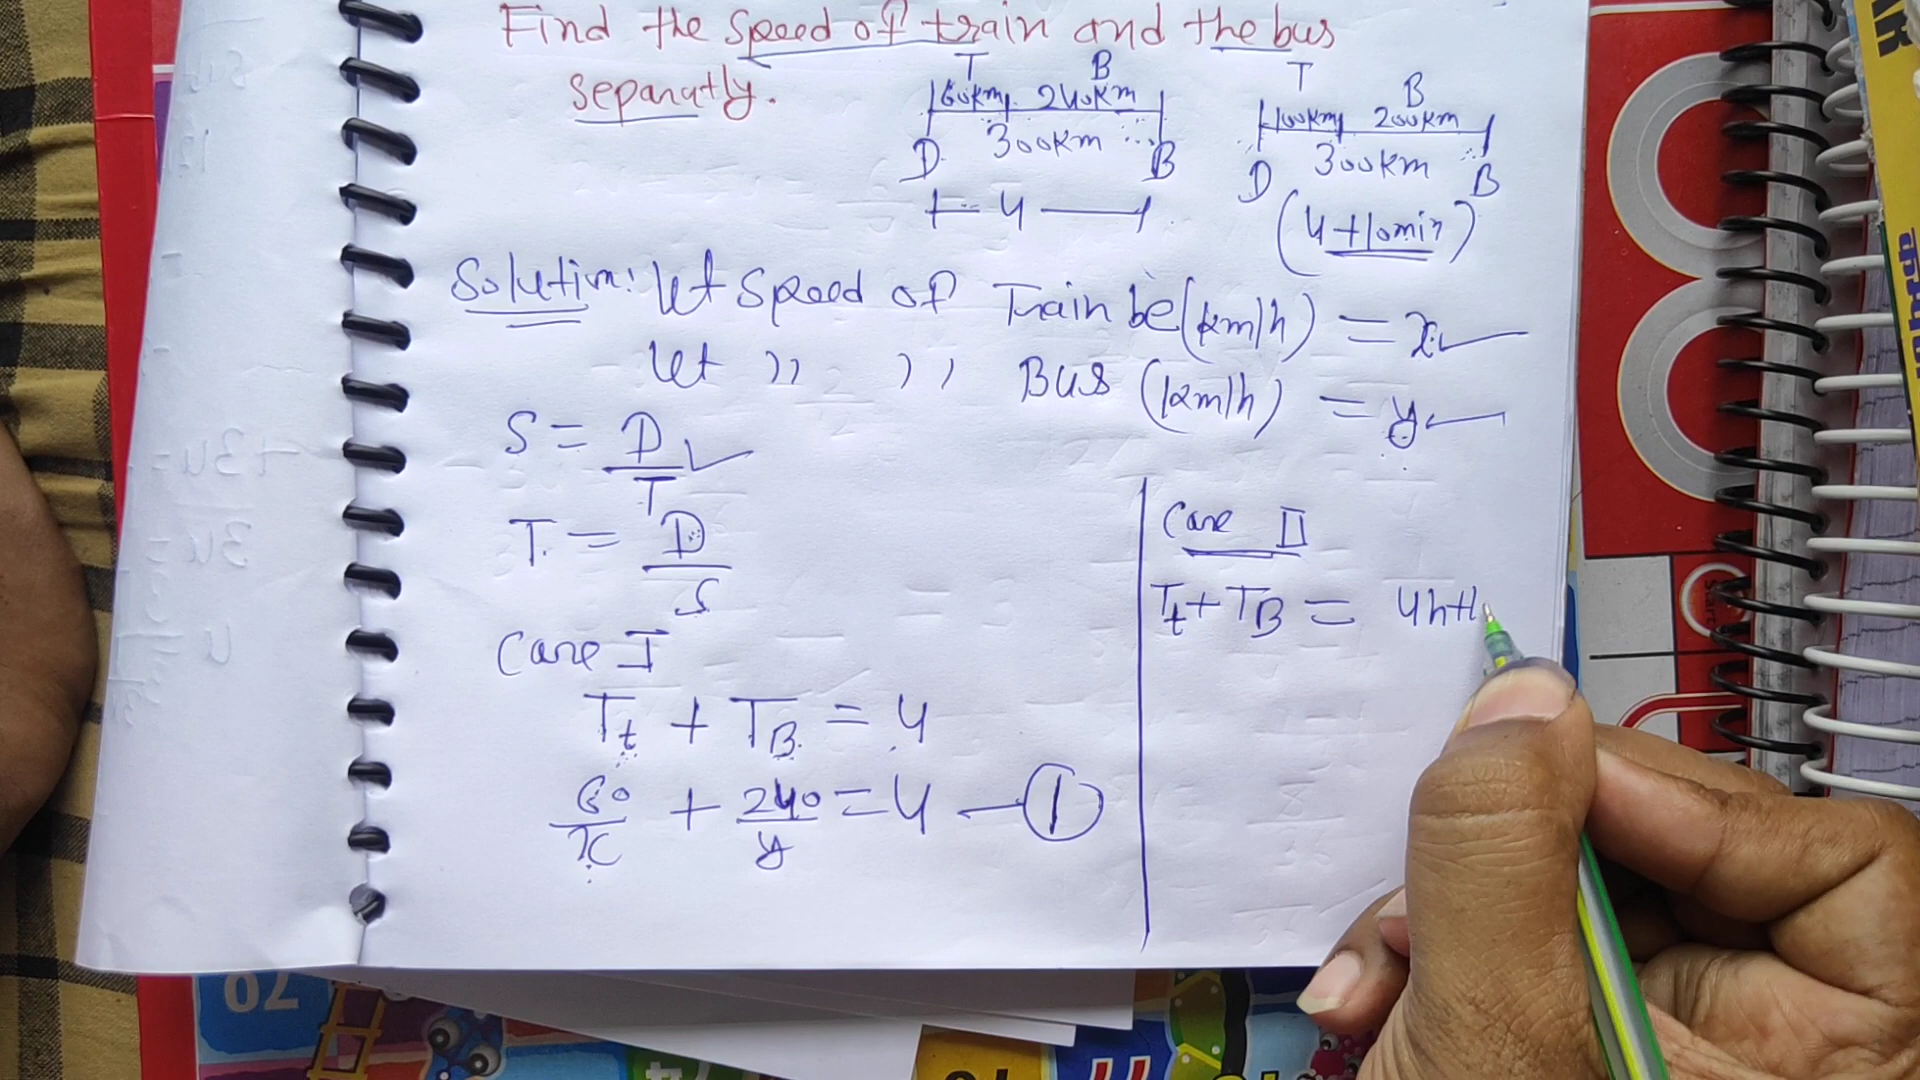 Find the speed of train and the bus
separatly.
T B
60km 240km
300km
D B
4
T B
100km 200km
300km
D B
(4+10min)
Solution: let speed of Train be (km/h) = x
let ,, ,, Bus (km/h) = y
S = D/T
T = D/S
Case I
Tt + TB = 4
60/x + 240/y = 4 — 1
Case II
Tt + TB = 4h+1
70